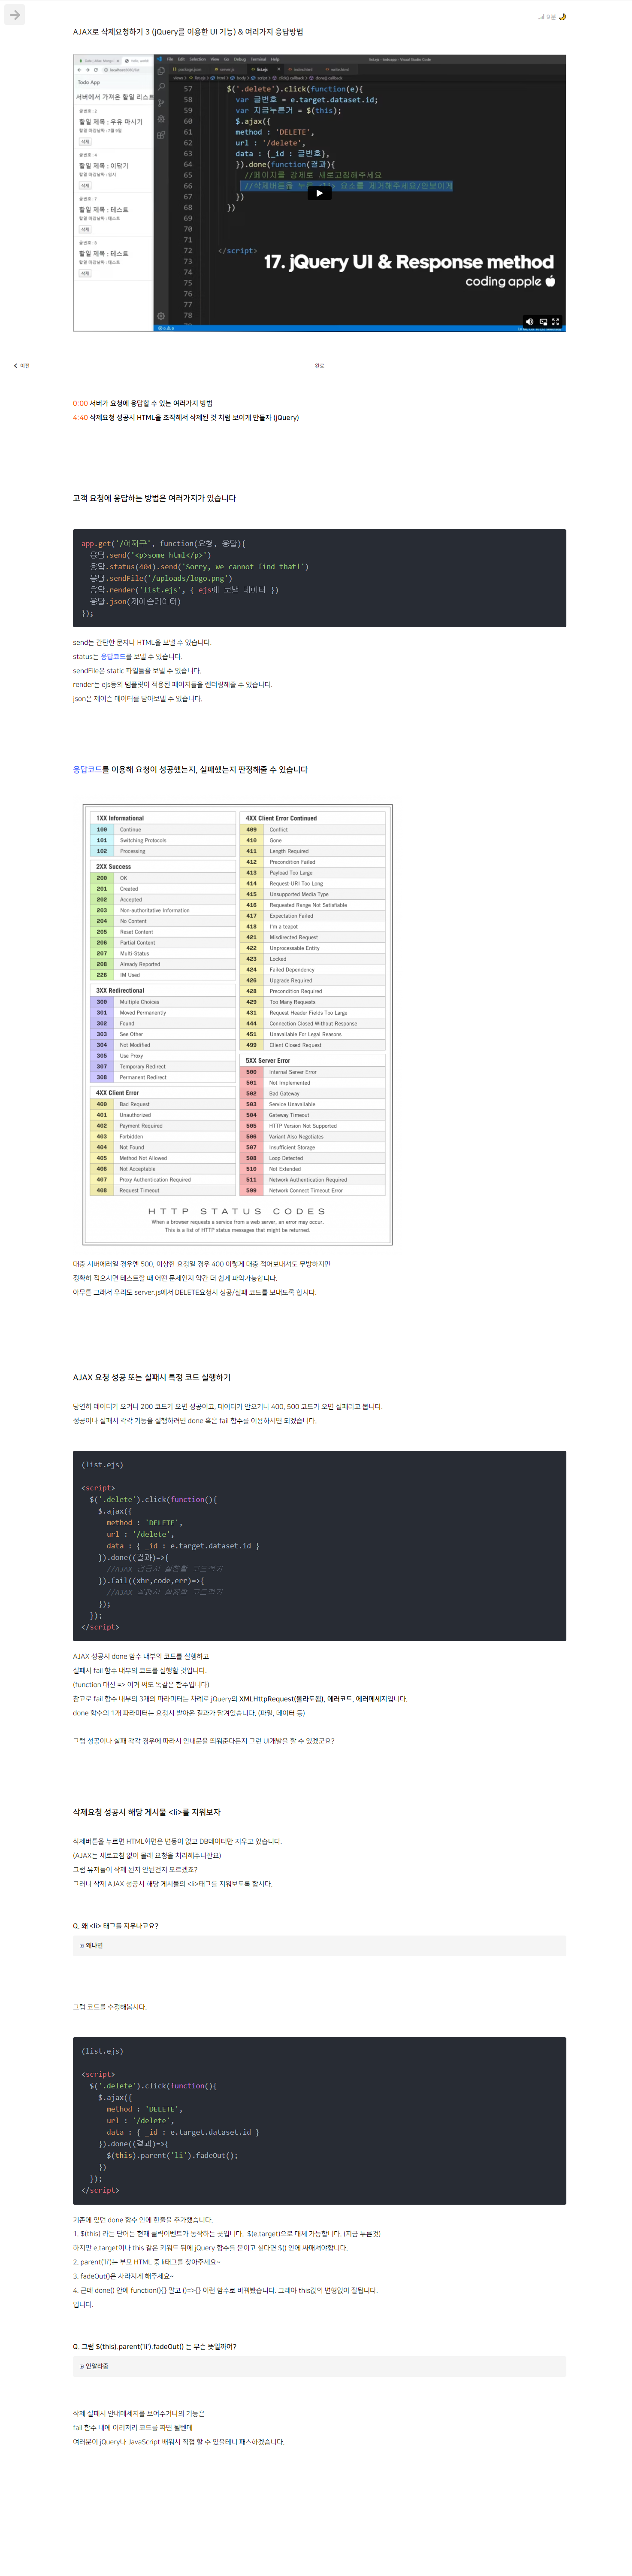 AJAX로 삭제요청하기 3 (jQuery를 이용한 UI 기능) & 여러가지 응답방법
9분
Todo App
서버에서 가져온 할일 리스트
글번호 : 2
할일 제목 : 우유 마시기
삭제
글번호 : 4
할일 제목 : 이닦기
삭제
글번호 : 7
할일 제목 : 테스트
삭제
할일 제목 : 테스트
삭제
57 $('.delete').click(function(e){
58 var 글번호 = e.target.dataset.id;
59 var 지금누른거 = $(this);
60 $.ajax({
61 method : 'DELETE',
62 url : '/delete',
63 data : {_id : 글번호},
64 }).done(function(결과){
65 //페이지를 강제로 새로고침해주세요
66
67 })
68 })
69
70
71
72 </script>
73
74
75
76
77
78
17. jQuery UI & Response method
coding apple
이전
완료
0:00 서버가 요청에 응답할 수 있는 여러가지 방법
4:40 삭제요청 성공시 HTML을 조작해서 삭제된 것 처럼 보이게 만들자 (jQuery)
고객 요청에 응답하는 방법은 여러가지가 있습니다
app.get('/어쩌구', function(요청, 응답){
응답.send('<p>some html</p>')
응답.status(404).send('Sorry, we cannot find that!')
응답.sendFile('/uploads/logo.png')
응답.render('list.ejs', { ejs에 보낼 데이터 })
응답.json(제이슨데이터)
});
send는 간단한 문자나 HTML을 보낼 수 있습니다.
status는 응답코드를 보낼 수 있습니다.
sendFile은 static 파일들을 보낼 수 있습니다.
render는 ejs등의 템플릿이 적용된 페이지들을 렌더링해줄 수 있습니다.
json은 제이슨 데이터를 담아보낼 수 있습니다.
응답코드를 이용해 요청이 성공했는지, 실패했는지 판정해줄 수 있습니다
1XX Informational
100 Continue
101 Switching Protocols
102 Processing
2XX Success
200 OK
201 Created
202 Accepted
203 Non-authoritative Information
204 No Content
205 Reset Content
206 Partial Content
207 Multi-Status
208 Already Reported
226 IM Used
3XX Redirectional
300 Multiple Choices
301 Moved Permanently
302 Found
303 See Other
304 Not Modified
305 Use Proxy
307 Temporary Redirect
308 Permanent Redirect
4XX Client Error
400 Bad Request
401 Unauthorized
402 Payment Required
403 Forbidden
404 Not Found
405 Method Not Allowed
406 Not Acceptable
407 Proxy Authentication Required
408 Request Timeout
4XX Client Error Continued
409 Conflict
410 Gone
411 Length Required
412 Precondition Failed
413 Payload Too Large
414 Request-URI Too Long
415 Unsupported Media Type
416 Requested Range Not Satisfiable
417 Expectation Failed
418 I'm a teapot
421 Misdirected Request
422 Unprocessable Entity
423 Locked
424 Failed Dependency
426 Upgrade Required
428 Precondition Required
429 Too Many Requests
431 Request Header Fields Too Large
444 Connection Closed Without Response
451 Unavailable For Legal Reasons
499 Client Closed Request
5XX Server Error
500 Internal Server Error
501 Not Implemented
502 Bad Gateway
503 Service Unavailable
504 Gateway Timeout
505 HTTP Version Not Supported
506 Variant Also Negotiates
507 Insufficient Storage
508 Loop Detected
510 Not Extended
511 Network Authentication Required
599 Network Connect Timeout Error
HTTP STATUS CODES
When a browser requests a service from a web server, an error may occur.
This is a list of HTTP status messages that might be returned.
대충 서버에러일 경우엔 500, 이상한 요청일 경우 400 이렇게 대충 적어보내셔도 무방하지만
정확히 적으시면 테스트할 때 어떤 문제인지 약간 더 쉽게 파악가능합니다.
아무튼 그래서 우리도 server.js에서 DELETE요청시 성공/실패 코드를 보내도록 합시다.
AJAX 요청 성공 또는 실패시 특정 코드 실행하기
당연히 데이터가 오거나 200 코드가 오면 성공이고, 데이터가 안오거나 400, 500 코드가 오면 실패라고 봅니다.
성공이나 실패시 각각 기능을 실행하려면 done 혹은 fail 함수를 이용하시면 되겠습니다.
(list.ejs)
<script>
$('.delete').click(function(){
$.ajax({
method : 'DELETE',
url : '/delete',
data : { _id : e.target.dataset.id }
}).done((결과)=>{
//AJAX 성공시 실행할 코드적기
}).fail((xhr,code,err)=>{
//AJAX 실패시 실행할 코드적기
});
});
</script>
AJAX 성공시 done 함수 내부의 코드를 실행하고
실패시 fail 함수 내부의 코드를 실행할 것입니다.
(function 대신 => 이거 써도 똑같은 함수입니다)
참고로 fail 함수 내부의 3개의 파라미터는 차례로 jQuery의 XMLHttpRequest(몰라도됨), 에러코드, 에러메세지입니다.
done 함수의 1개 파라미터는 요청시 받아온 결과가 담겨있습니다. (파일, 데이터 등)
그럼 성공이나 실패 각각 경우에 따라서 안내문을 띄워준다든지 그런 UI개발을 할 수 있겠군요?
삭제요청 성공시 해당 게시물 <li>를 지워보자
삭제버튼을 누르면 HTML화면은 변동이 없고 DB데이터만 지우고 있습니다.
(AJAX는 새로고침 없이 몰래 요청을 처리해주니깐요)
그럼 유저들이 삭제 된지 안된건지 모르겠죠?
그러니 삭제 AJAX 성공시 해당 게시물의 <li>태그를 지워보도록 합시다.
Q. 왜 <li> 태그를 지우냐고요?
왜냐면
그럼 코드를 수정해봅시다.
(list.ejs)
<script>
$('.delete').click(function(){
$.ajax({
method : 'DELETE',
url : '/delete',
data : { _id : e.target.dataset.id }
}).done((결과)=>{
$(this).parent('li').fadeOut();
})
});
</script>
기존에 있던 done 함수 안에 한줄을 추가했습니다.
1. $(this) 라는 단어는 현재 클릭이벤트가 동작하는 곳입니다. $(e.target)으로 대체 가능합니다. (지금 누른것)
하지만 e.target이나 this 같은 키워드 뒤에 jQuery 함수를 붙이고 싶다면 $() 안에 싸매셔야합니다.
2. parent('li')는 부모 HTML 중 li태그를 찾아주세요~
3. fadeOut()은 사라지게 해주세요~
4. 근데 done() 안에 function(){} 말고 ()=>{} 이런 함수로 바꿔봤습니다. 그래야 this값의 변형없이 잘됩니다.
입니다.
Q. 그럼 $(this).parent('li').fadeOut() 는 무슨 뜻일까여?
안알랴줌
삭제 실패시 안내메세지를 보여주거나의 기능은
fail 함수 내에 이리저리 코드를 짜면 될텐데
여러분이 jQuery나 JavaScript 배워서 직접 할 수 있을테니 패스하겠습니다.